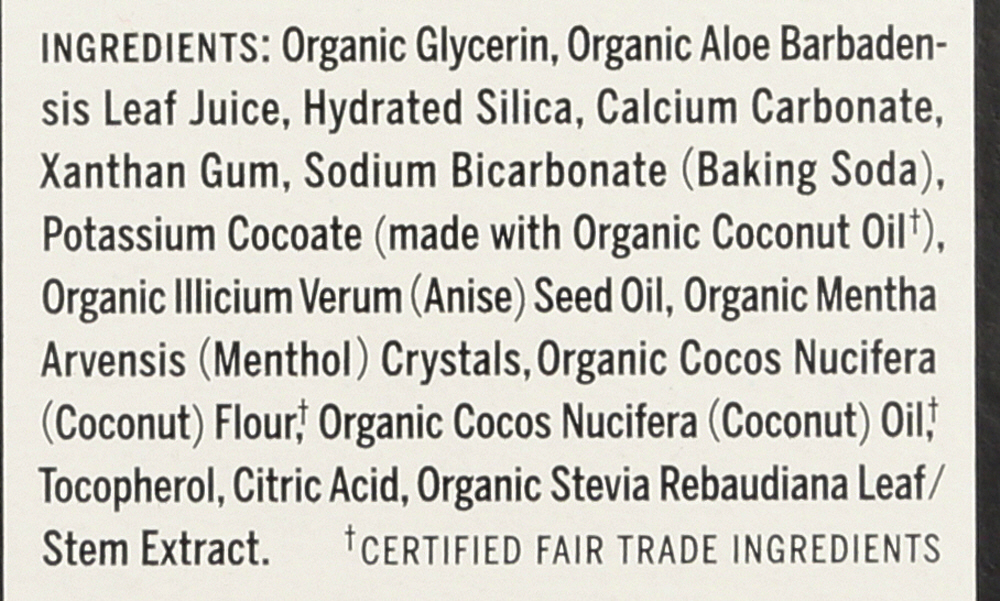 INGREDIENTS: Organic Glycerin, Organic Aloe Barbaden-
sis Leaf Juice, Hydrated Silica, Calcium Carbonate,
Xanthan Gum, Sodium Bicarbonate (Baking Soda),
Potassium Cocoate (made with Organic Coconut Oil†),
Organic Illicium Verum (Anise) Seed Oil, Organic Mentha
Arvensis (Menthol) Crystals, Organic Cocos Nucifera
(Coconut) Flour,† Organic Cocos Nucifera (Coconut) Oil,†
Tocopherol, Citric Acid, Organic Stevia Rebaudiana Leaf/
Stem Extract. †CERTIFIED FAIR TRADE INGREDIENTS